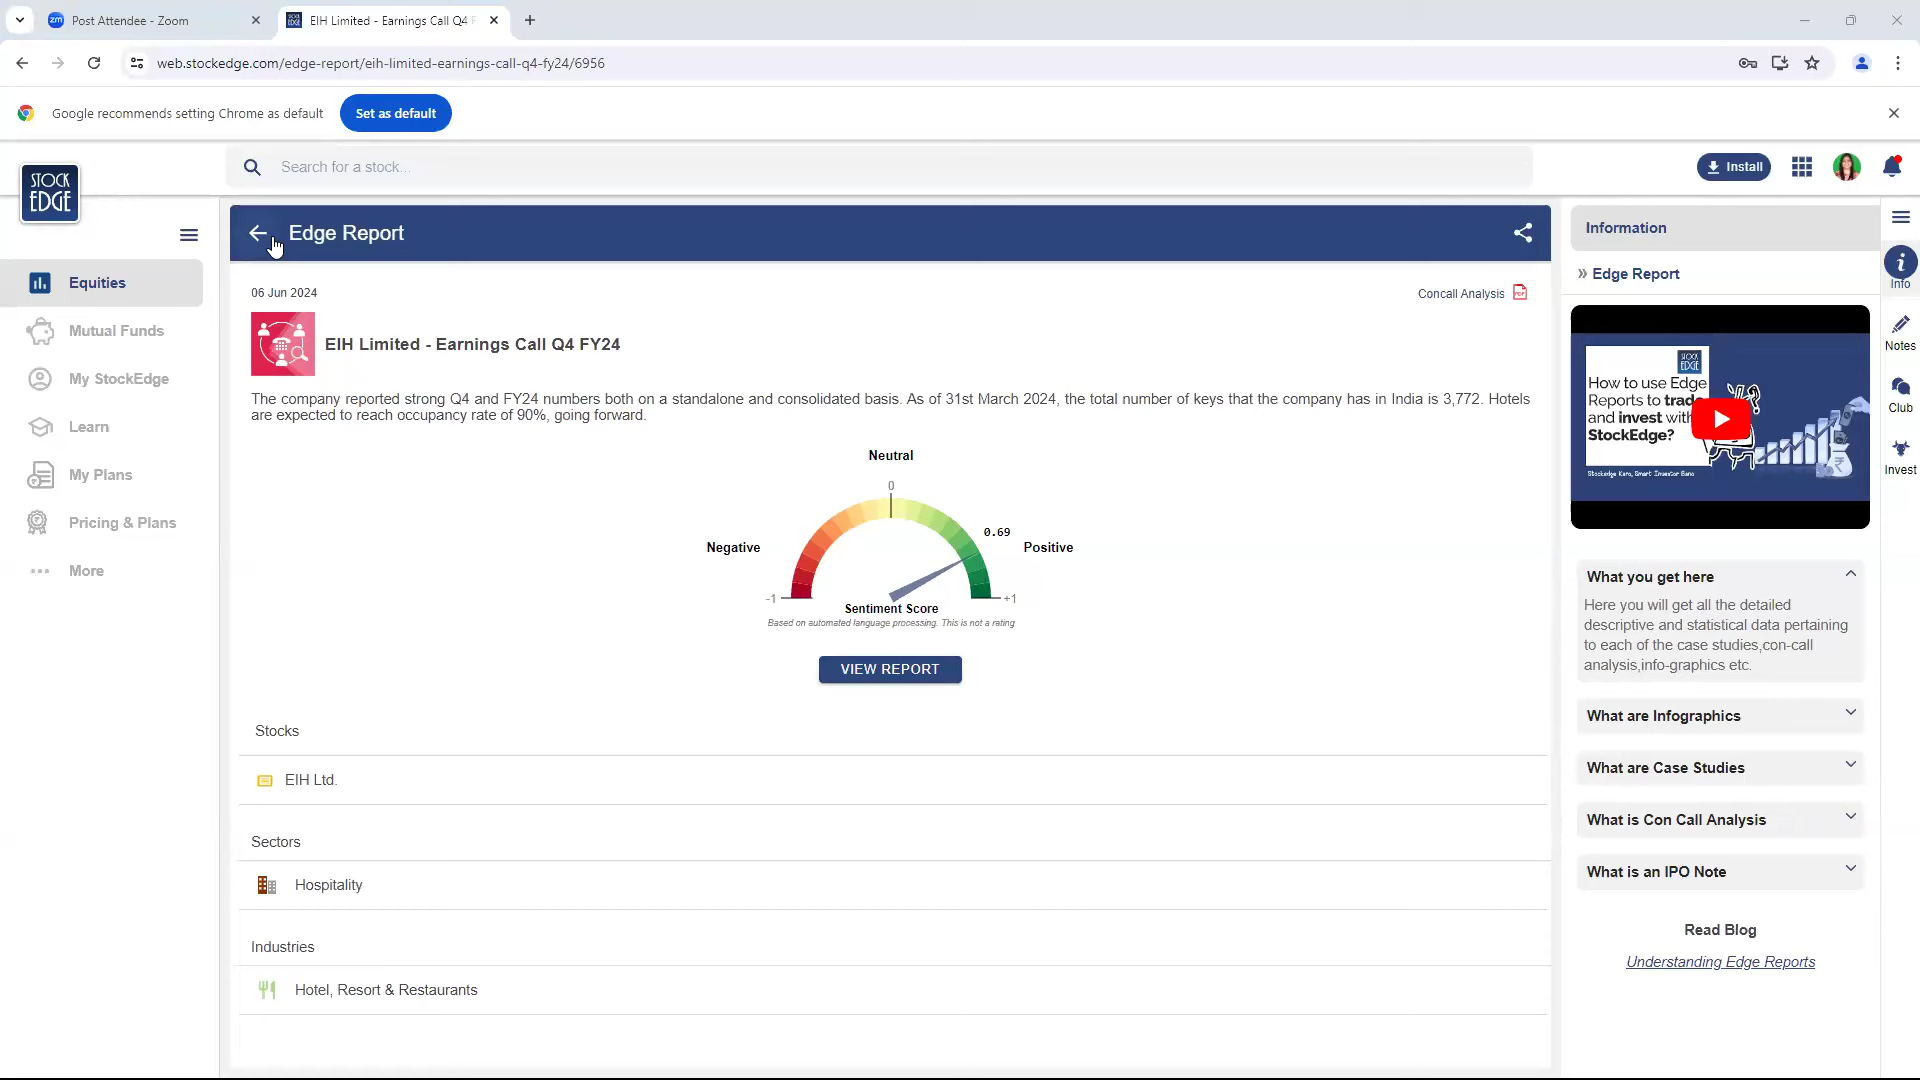 Post Attendee - Zoom
EIH Limited - Earnings Call Q4 F
web.stockedge.com/edge-report/eih-limited-earnings-call-q4-fy24/6956
Google recommends setting Chrome as default
Set as default
STOCK
EDGE
Search for a stock...
Install
Equities
Mutual Funds
My StockEdge
Learn
My Plans
Pricing & Plans
More
Edge Report
06 Jun 2024
Concall Analysis
EIH Limited - Earnings Call Q4 FY24
The company reported strong Q4 and FY24 numbers both on a standalone and consolidated basis. As of 31st March 2024, the total number of keys that the company has in India is 3,772. Hotels
are expected to reach occupancy rate of 90%, going forward.
Neutral
0
0.69
Negative
Positive
-1
+1
Sentiment Score
Based on automated language processing. This is not a rating
VIEW REPORT
Stocks
EIH Ltd.
Sectors
Hospitality
Industries
Hotel, Resort & Restaurants
Information
» Edge Report
STOCK
EDGE
How to use Edge
Reports to trade
and invest with
StockEdge?
Stockedge Karo, Smart Investor Bano
What you get here
Here you will get all the detailed
descriptive and statistical data pertaining
to each of the case studies,con-call
analysis,info-graphics etc.
What are Infographics
What are Case Studies
What is Con Call Analysis
What is an IPO Note
Read Blog
Understanding Edge Reports
Info
Notes
Club
Invest